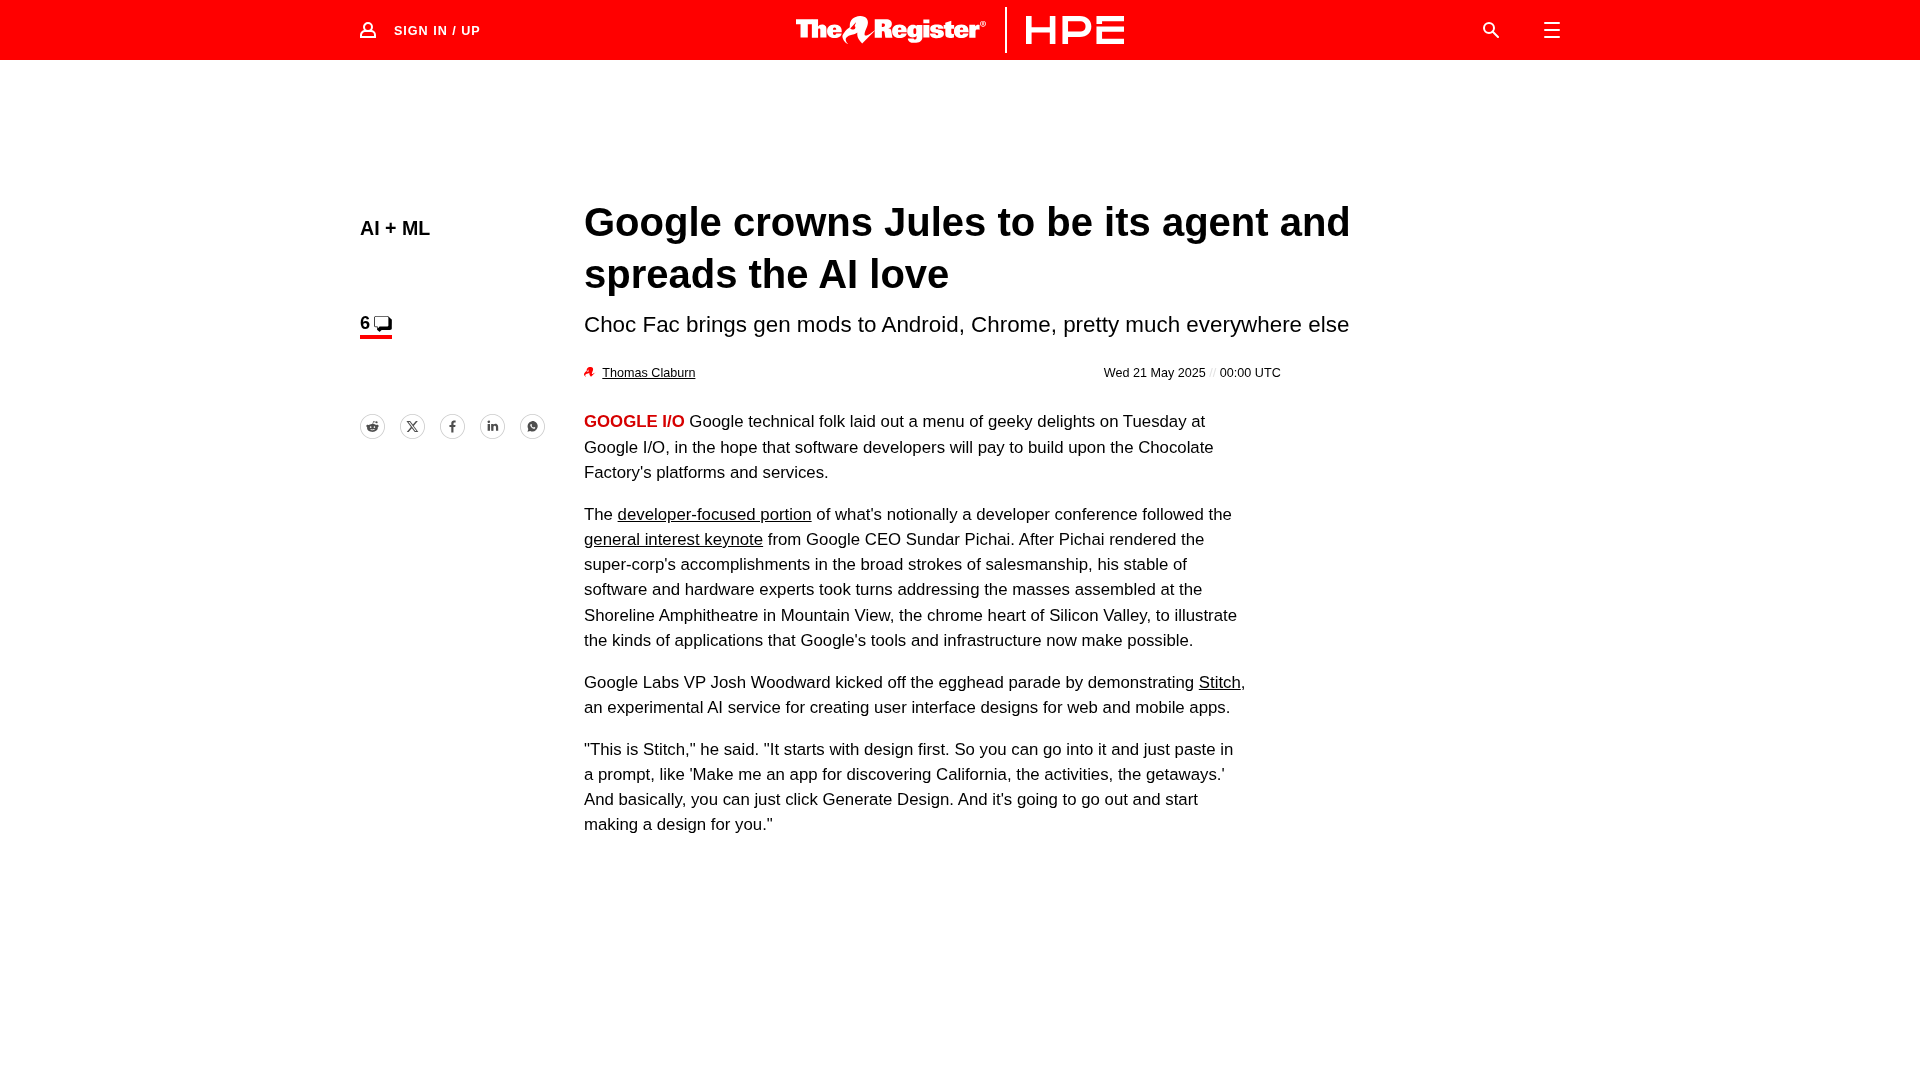 SIGN IN / UP
The Register®
HPE
AI + ML
Google crowns Jules to be its agent and
spreads the AI love
6
Choc Fac brings gen mods to Android, Chrome, pretty much everywhere else
Thomas Claburn
Wed 21 May 2025 // 00:00 UTC
GOOGLE I/O Google technical folk laid out a menu of geeky delights on Tuesday at
Google I/O, in the hope that software developers will pay to build upon the Chocolate
Factory's platforms and services.
The developer-focused portion of what's notionally a developer conference followed the
general interest keynote from Google CEO Sundar Pichai. After Pichai rendered the
super-corp's accomplishments in the broad strokes of salesmanship, his stable of
software and hardware experts took turns addressing the masses assembled at the
Shoreline Amphitheatre in Mountain View, the chrome heart of Silicon Valley, to illustrate
the kinds of applications that Google's tools and infrastructure now make possible.
Google Labs VP Josh Woodward kicked off the egghead parade by demonstrating Stitch,
an experimental AI service for creating user interface designs for web and mobile apps.
"This is Stitch," he said. "It starts with design first. So you can go into it and just paste in
a prompt, like 'Make me an app for discovering California, the activities, the getaways.'
And basically, you can just click Generate Design. And it's going to go out and start
making a design for you."